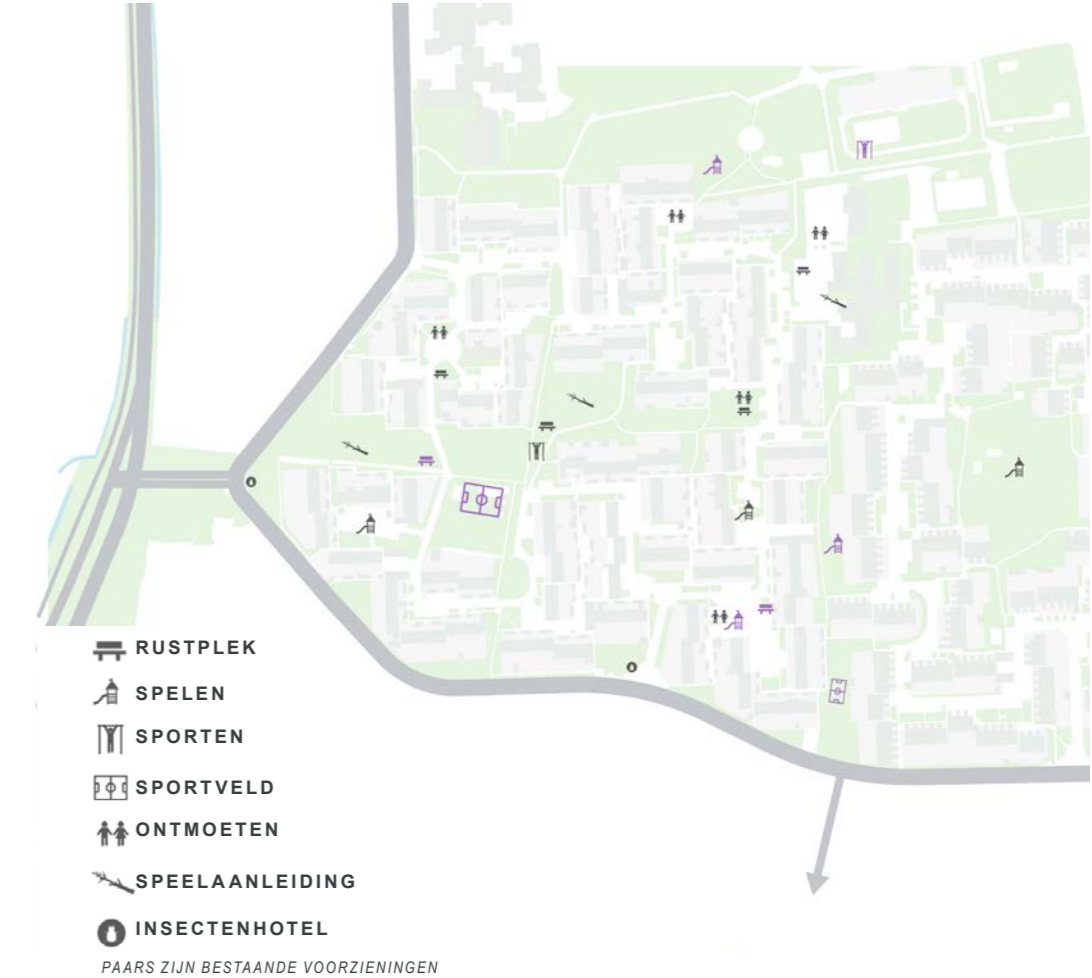 RUSTPLEK
SPELEN
SPORTEN
SPORTVELD
ONTMOETEN
SPEELAANLEIDING
INSECTENHOTEL
PAARS ZIJN BESTAANDE VOORZIENINGEN